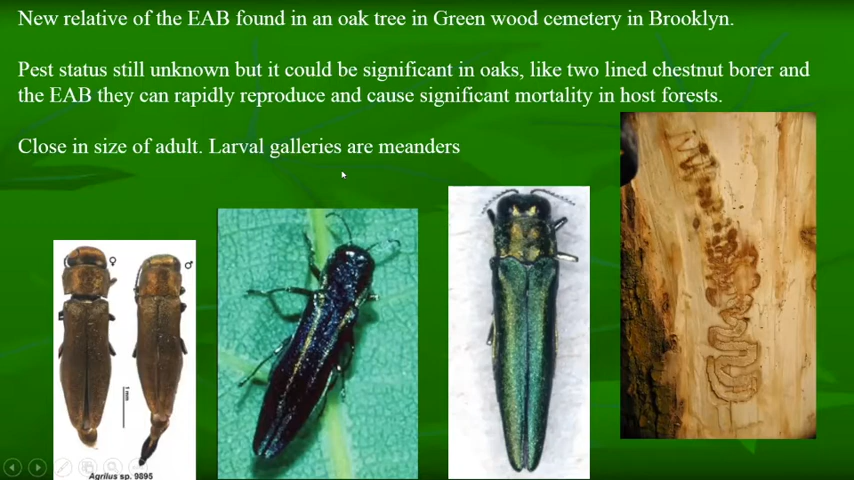 New relative of the EAB found in an oak tree in Green wood cemetery in Brooklyn.
Pest status still unknown but it could be significant in oaks, like two lined chestnut borer and
the EAB they can rapidly reproduce and cause significant mortality in host forests.
Close in size of adult. Larval galleries are meanders
♀
♂
1 mm
Agrilus sp. 9895